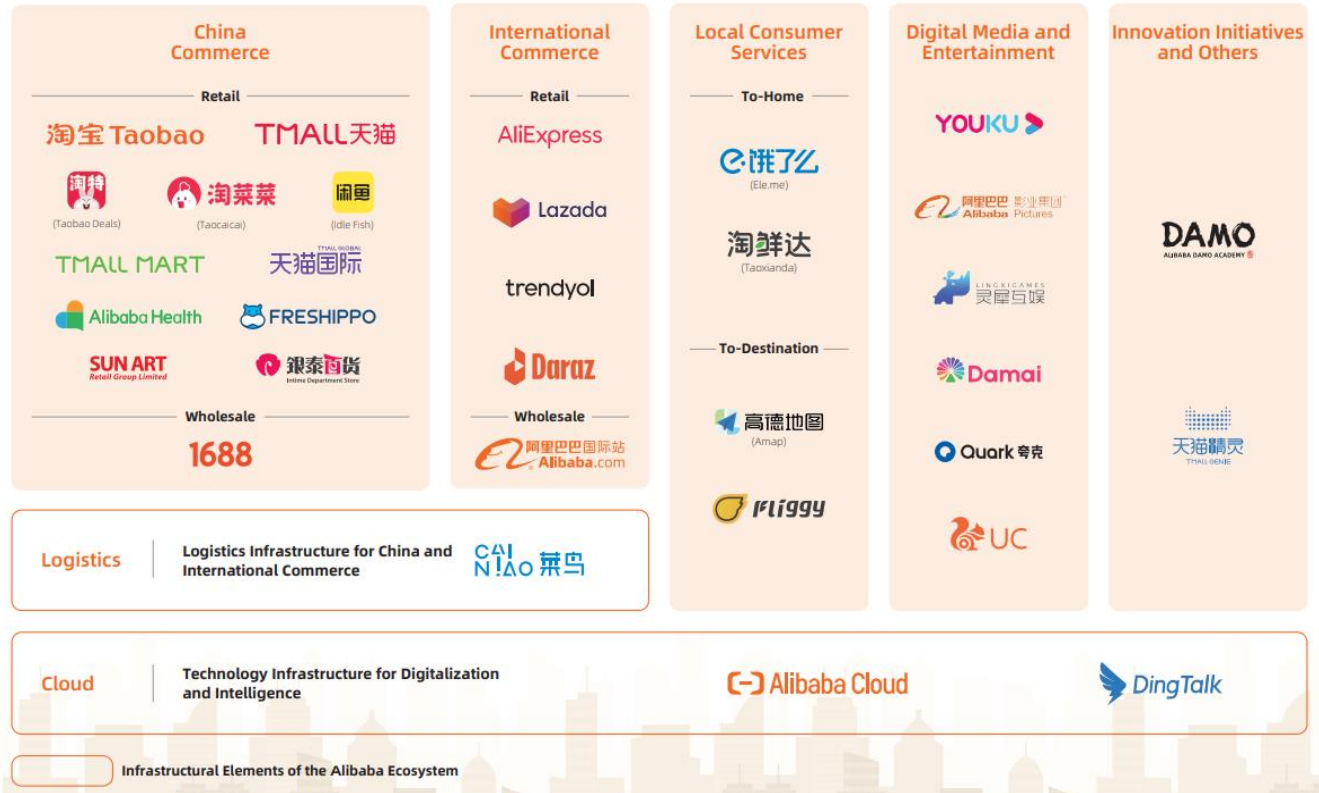 China
Commerce
Retail
淘宝 Taobao
TMALL天猫
淘特
(Taobao Deals)
淘菜菜
(Taocaicai)
闲鱼
(Idle Fish)
TMALL MART
TMALL GLOBAL
天猫国际
Alibaba Health
FRESHIPPO
SUN ART
Retail Group Limited
銀泰百货
Intime Department Store
Wholesale
1688
International
Commerce
Retail
AliExpress
Lazada
trendyol
Daraz
Wholesale
阿里巴巴国际站
Alibaba.com
Local Consumer
Services
To-Home
饿了么
(Ele.me)
淘鲜达
(Taoxianda)
To-Destination
高德地图
(Amap)
Fliggy
Digital Media and
Entertainment
YOUKU
阿里巴巴 影业集团
Alibaba Pictures
LINGXIGAMES
灵犀互娱
Damai
Quark 夸克
UC
Innovation Initiatives
and Others
DAMO
ALIBABA DAMO ACADEMY
天猫精灵
TMALL GENIE
Logistics
Logistics Infrastructure for China and
International Commerce
CAI
NIAO 菜鸟
Cloud
Technology Infrastructure for Digitalization
and Intelligence
Alibaba Cloud
DingTalk
Infrastructural Elements of the Alibaba Ecosystem